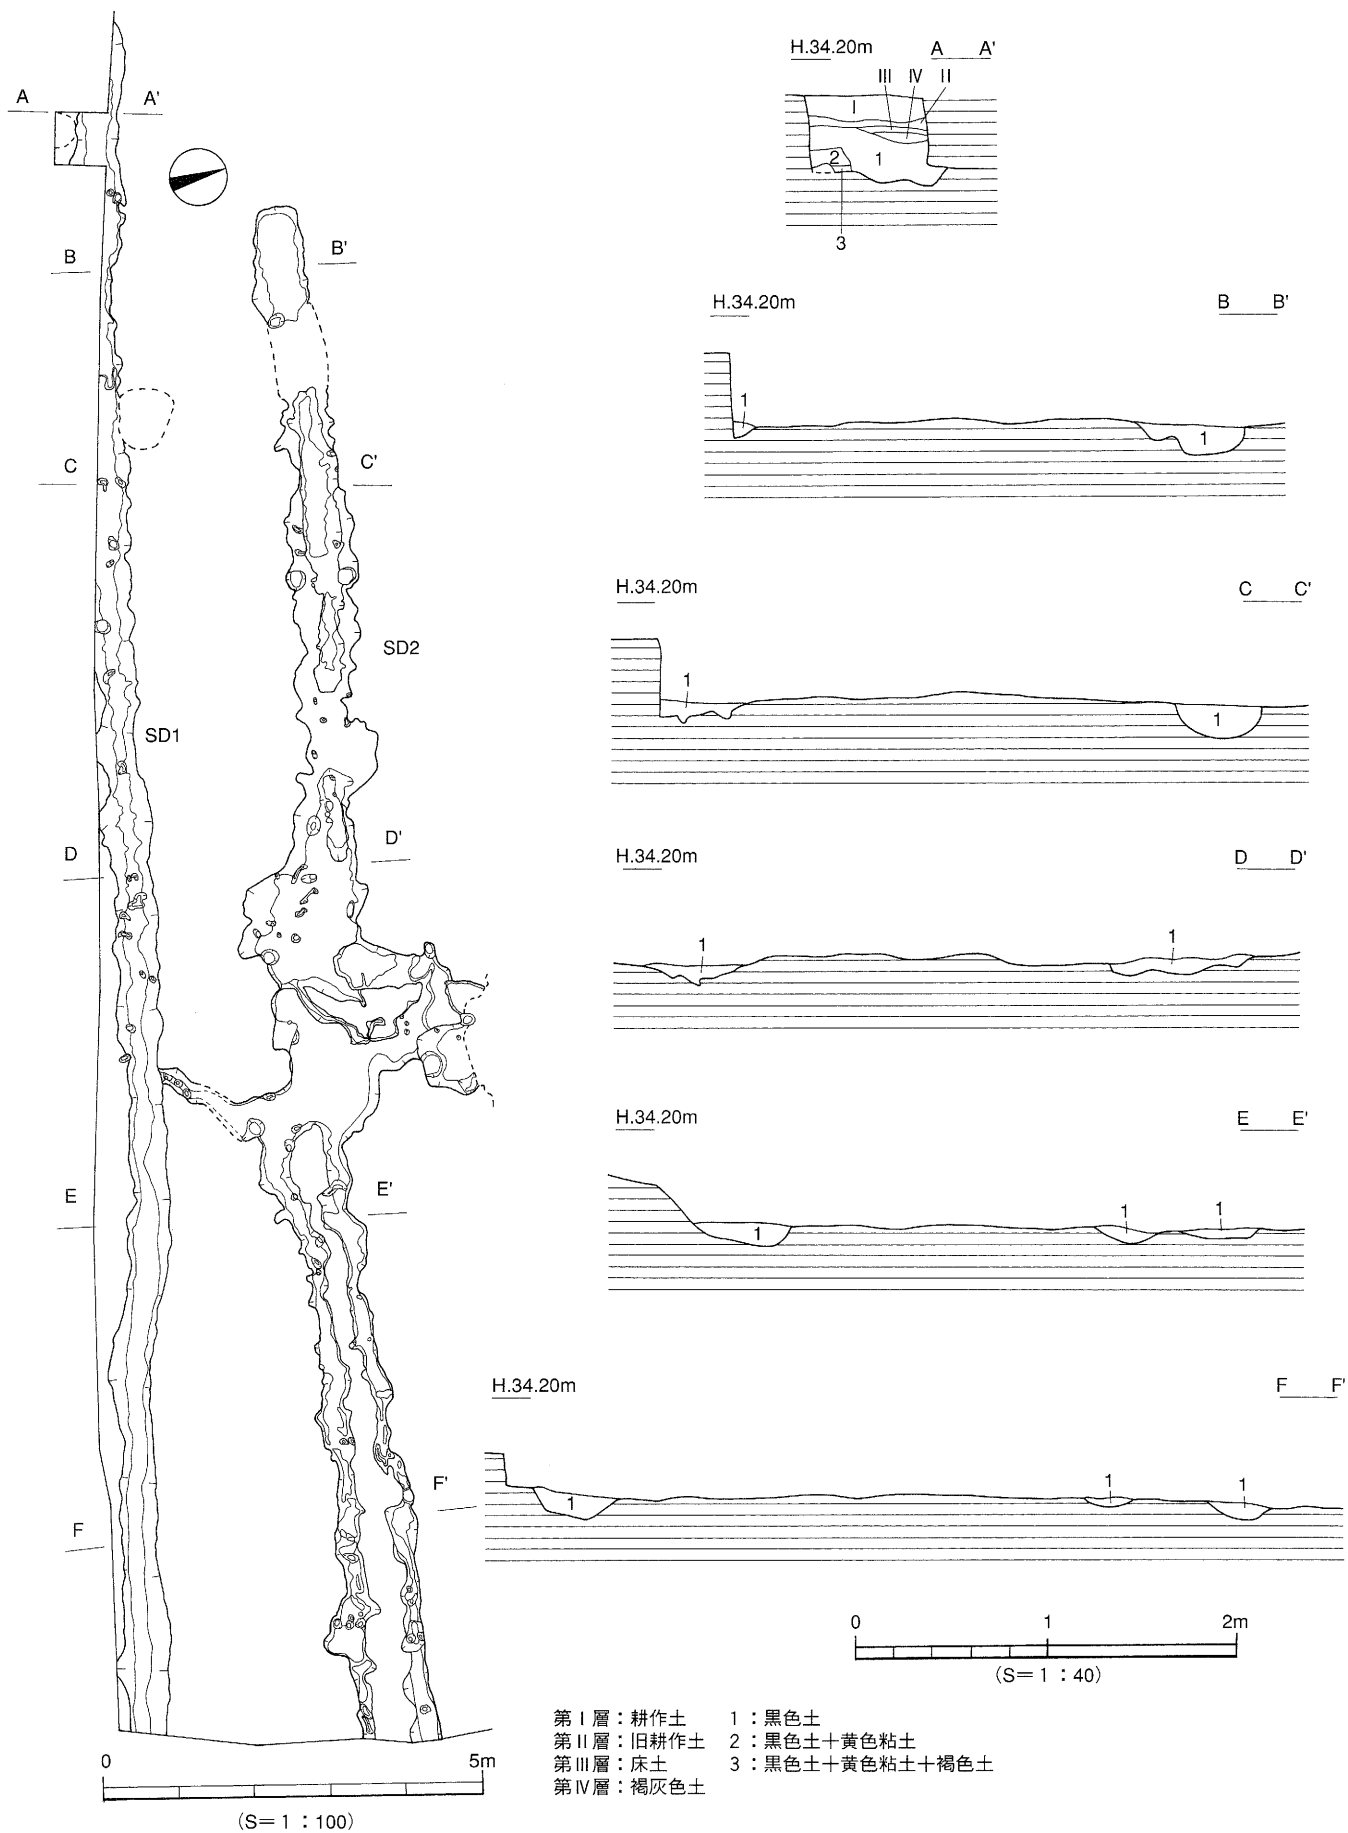 A
A'
B
B'
C
C'
SD2
SD1
D
D'
E
E'
F
F'
0 5m
(S=1：100)
H.34.20m A A'
III IV II
I
2 1
3
H.34.20m B B'
1
1
H.34.20m C C'
1
1
H.34.20m D D'
1 1
H.34.20m E E'
1 1 1
H.34.20m F F'
1 1 1
0 1 2m
(S=1：40)
第Ⅰ層：耕作土 1：黒色土
第Ⅱ層：旧耕作土 2：黒色土＋黄色粘土
第Ⅲ層：床土 3：黒色土＋黄色粘土＋褐色土
第Ⅳ層：褐灰色土